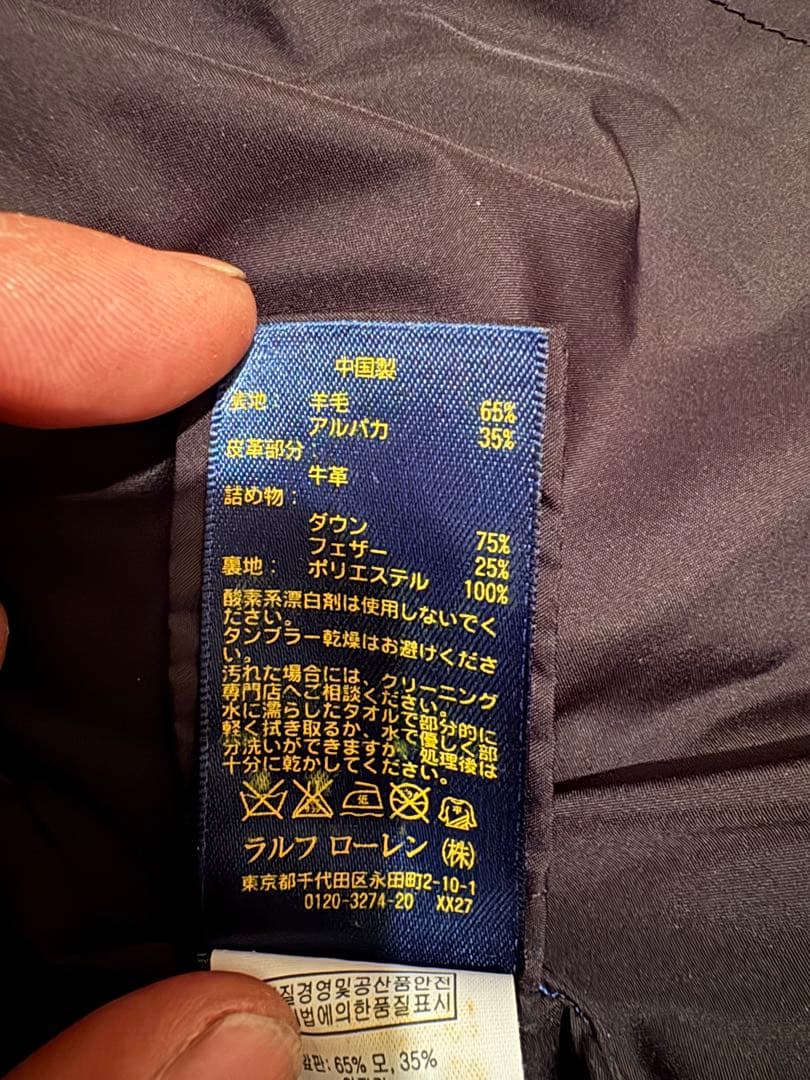 中国製
表地: 羊毛 65%
アルパカ 35%
皮革部分:
牛革
詰め物:
ダウン 75%
フェザー 25%
裏地: ポリエステル 100%
酸素系漂白剤は使用しないでく
ださい。
タンブラー乾燥はお避けくださ
い。
汚れた場合には、クリーニング
専門店へご相談ください。
水に濡らしたタオルで部分的に
軽く拭き取るか、水で優しく部
分洗いができますが、処理後は
十分に乾かしてください。
低 中
ラルフ ローレン (株)
東京都千代田区永田町2-10-1
0120-3274-20 XX27
질경영및공산품안전
법에의한품질표시
65% 모, 35%